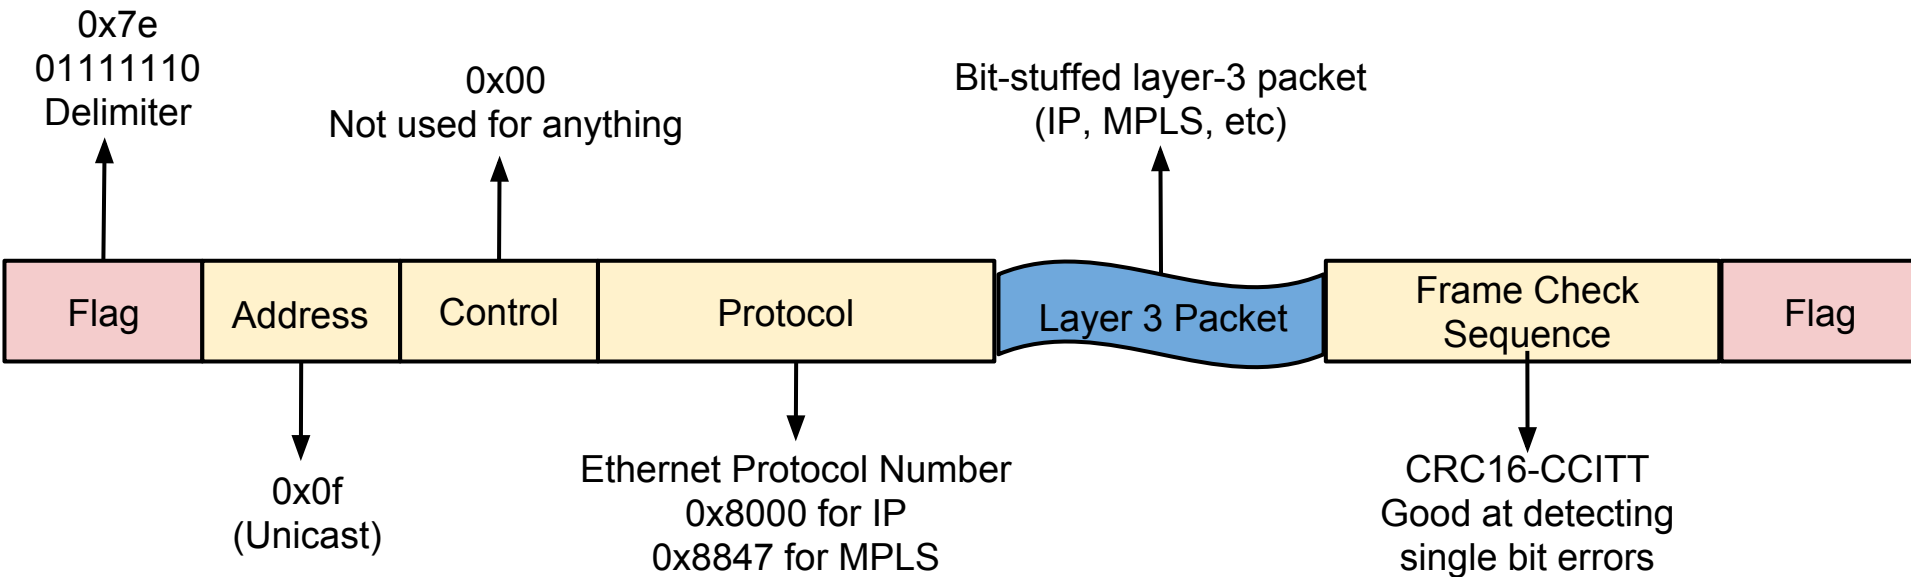 0x7e
01111110
Delimiter
0x00
Not used for anything
Bit-stuffed layer-3 packet
(IP, MPLS, etc)
Flag
Address
Control
Protocol
Layer 3 Packet
Frame Check
Sequence
Flag
0x0f
(Unicast)
Ethernet Protocol Number
0x8000 for IP
0x8847 for MPLS
CRC16-CCITT
Good at detecting
single bit errors